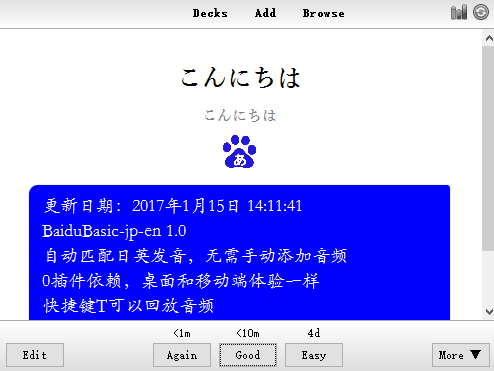 Decks Add Browse
こんにちは
こんにちは
あ
更新日期：2017年1月15日 14:11:41
BaiduBasic-jp-en 1.0
自动匹配日英发音，无需手动添加音频
0插件依赖，桌面和移动端体验一样
快捷键T可以回放音频
<1m <10m 4d
Edit Again Good Easy More ▼